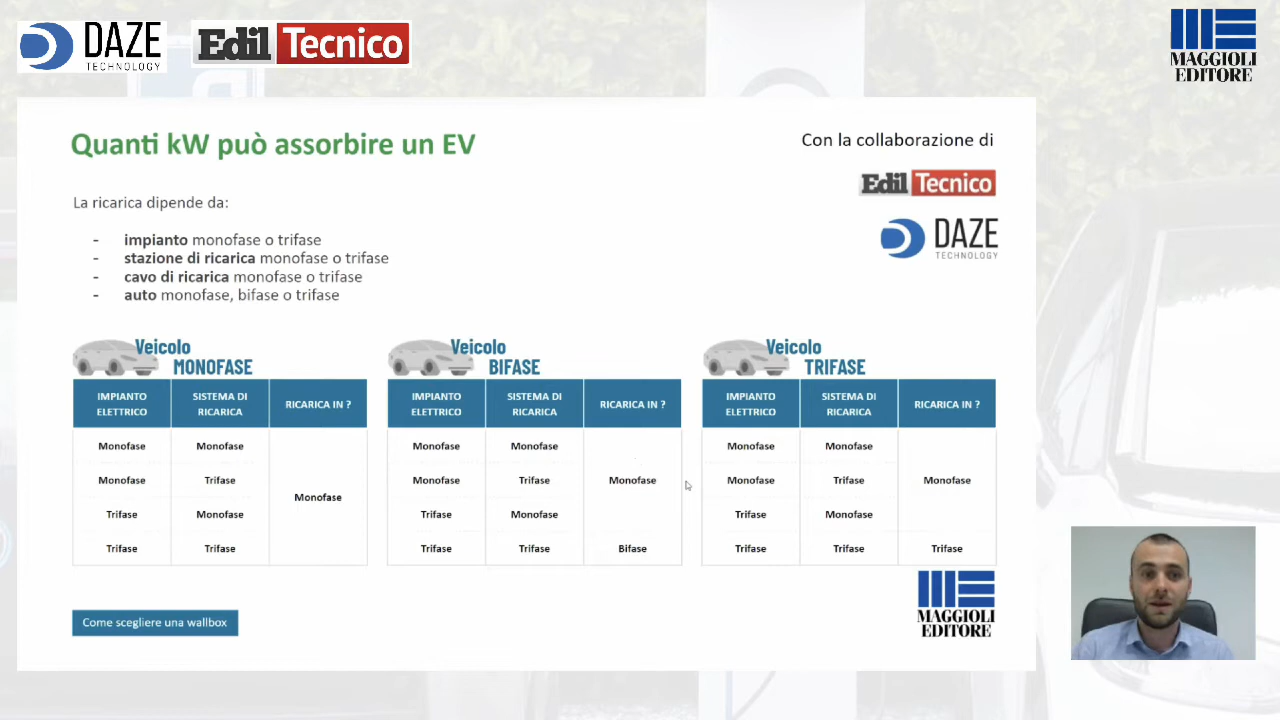 DAZE
TECHNOLOGY
Edil Tecnico
MAGGIOLI
EDITORE
Quanti kW può assorbire un EV
Con la collaborazione di
Edil Tecnico
DAZE
TECHNOLOGY
La ricarica dipende da:
- impianto monofase o trifase
- stazione di ricarica monofase o trifase
- cavo di ricarica monofase o trifase
- auto monofase, bifase o trifase
Veicolo
MONOFASE
IMPIANTO ELETTRICO SISTEMA DI RICARICA RICARICA IN ?
Monofase Monofase
Monofase Trifase
Monofase
Trifase Monofase
Trifase Trifase
Veicolo
BIFASE
IMPIANTO ELETTRICO SISTEMA DI RICARICA RICARICA IN ?
Monofase Monofase
Monofase Trifase Monofase
Trifase Monofase
Trifase Trifase Bifase
Veicolo
TRIFASE
IMPIANTO ELETTRICO SISTEMA DI RICARICA RICARICA IN ?
Monofase Monofase
Monofase Trifase Monofase
Trifase Monofase
Trifase Trifase Trifase
Come scegliere una wallbox
MAGGIOLI
EDITORE